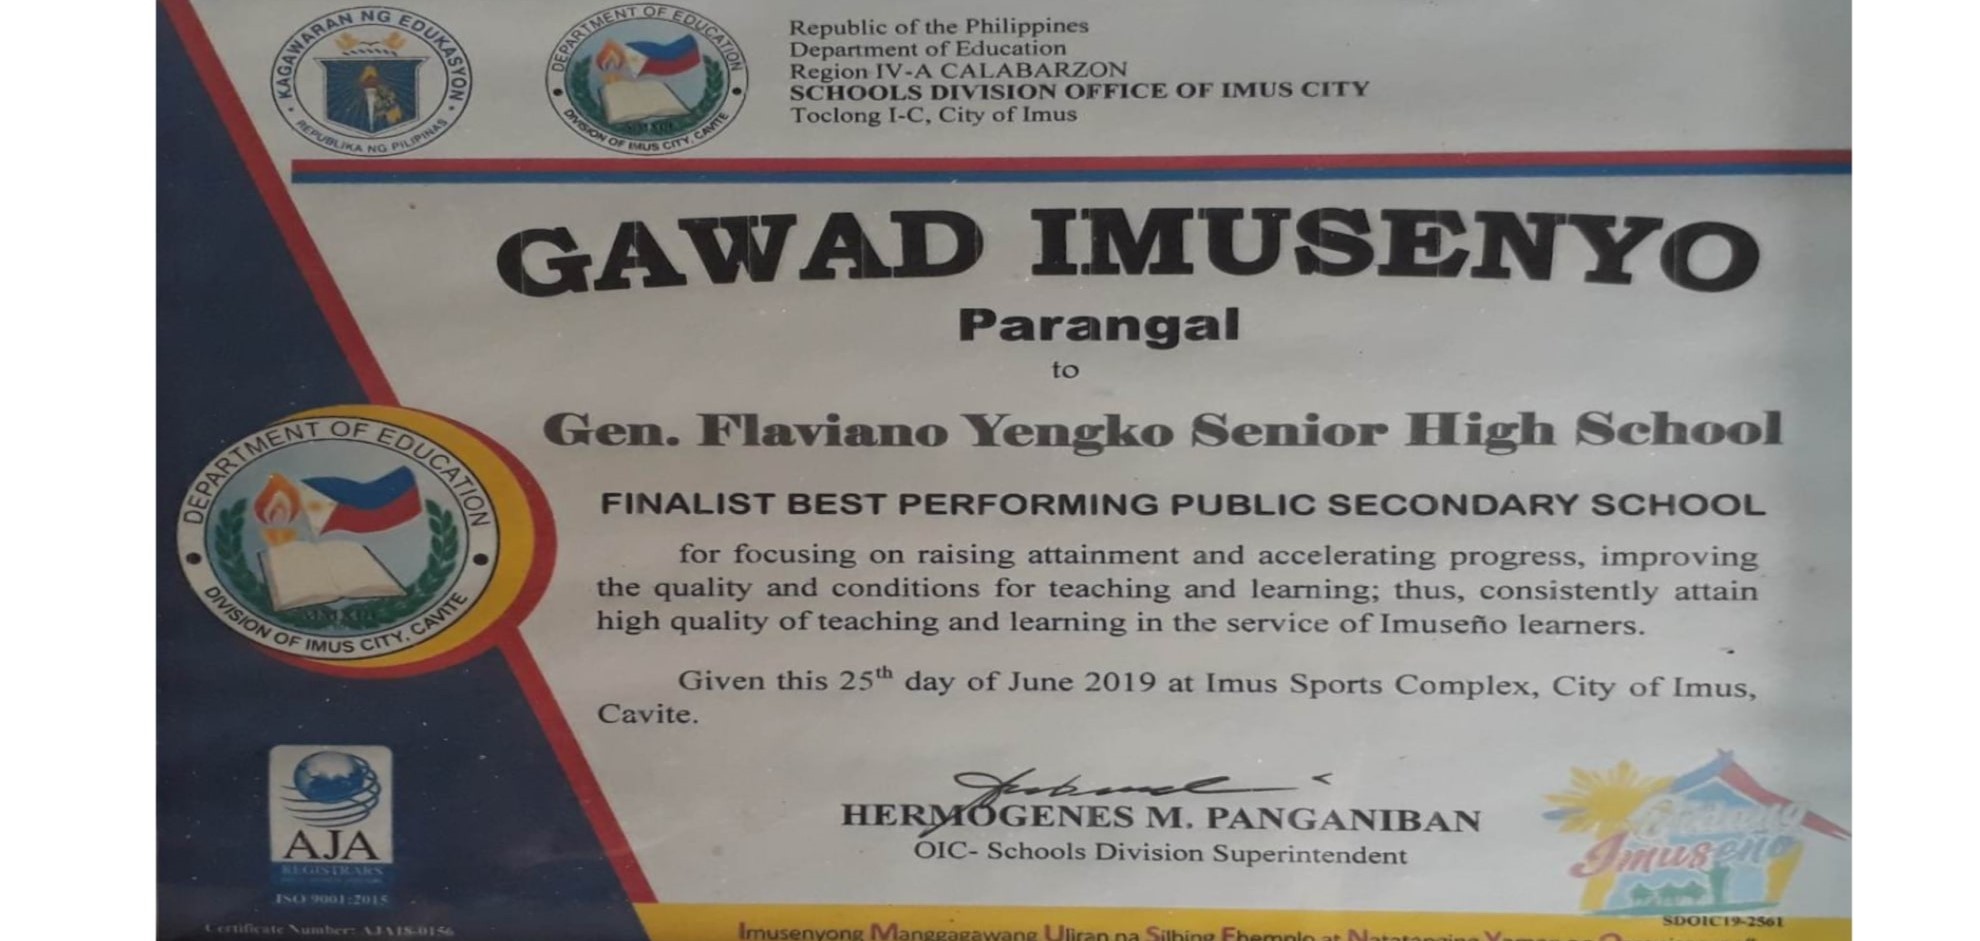 KAGAWARAN NG EDUKASYON
REPUBLIKA NG PILIPINAS
DEPARTMENT OF EDUCATION
DIVISION OF IMUS CITY, CAVITE
Republic of the Philippines
Department of Education
Region IV-A CALABARZON
SCHOOLS DIVISION OFFICE OF IMUS CITY
Toclong I-C, City of Imus
GAWAD IMUSENYO
Parangal
to
Gen. Flaviano Yengko Senior High School
FINALIST BEST PERFORMING PUBLIC SECONDARY SCHOOL
for focusing on raising attainment and accelerating progress, improving
the quality and conditions for teaching and learning; thus, consistently attain
high quality of teaching and learning in the service of Imuseño learners.
Given this 25th day of June 2019 at Imus Sports Complex, City of Imus,
Cavite.
DEPARTMENT OF EDUCATION
DIVISION OF IMUS CITY, CAVITE
HERMOGENES M. PANGANIBAN
OIC- Schools Division Superintendent
AJA
REGISTRARS
ISO 9001:2015
Certificate Number: AJA18-0156
Imuseño
SDOIC19-2561
Imusenyong Manggagawang Uliran na Silbing Ehemplo at